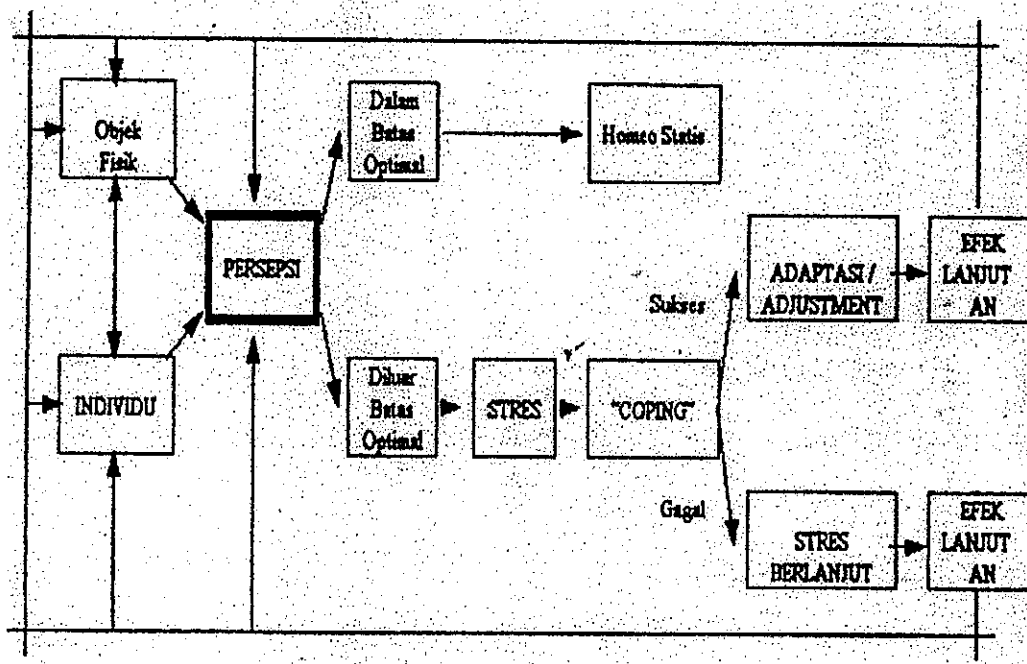 Objek
Fisik
Dalam
Batas
Optimal
Homeo Statis
PERSEPSI
ADAPTASI /
ADJUSTMENT
EFEK
LANJUT
AN
Sukses
INDIVIDU
Diluar
Batas
Optimal
STRES
"COPING"
Gagal
STRES
BERLANJUT
EFEK
LANJUT
AN